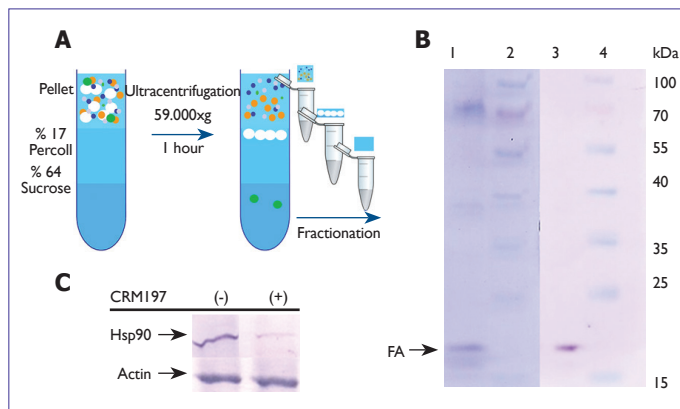 A
Pellet
Ultracentrifugation
59.000xg
1 hour
% 17
Percoll
% 64
Sucrose
Fractionation
B
1 2 3 4 kDa
100
70
55
40
35
25
15
FA
C
CRM197 (-) (+)
Hsp90
Actin